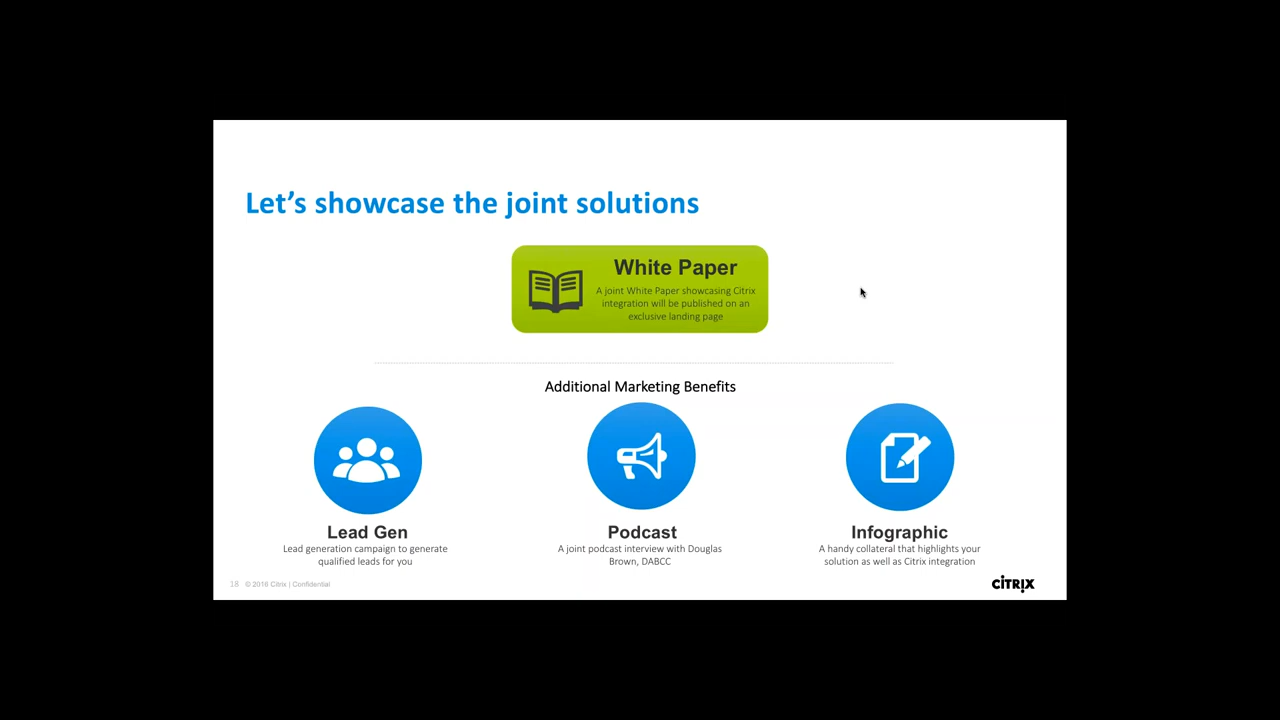 Let's showcase the joint solutions
White Paper
A joint White Paper showcasing Citrix
integration will be published on an
exclusive landing page
Additional Marketing Benefits
Lead Gen
Lead generation campaign to generate
qualified leads for you
Podcast
A joint podcast interview with Douglas
Brown, DABCC
Infographic
A handy collateral that highlights your
solution as well as Citrix integration
18 © 2016 Citrix | Confidential
CİTRIX